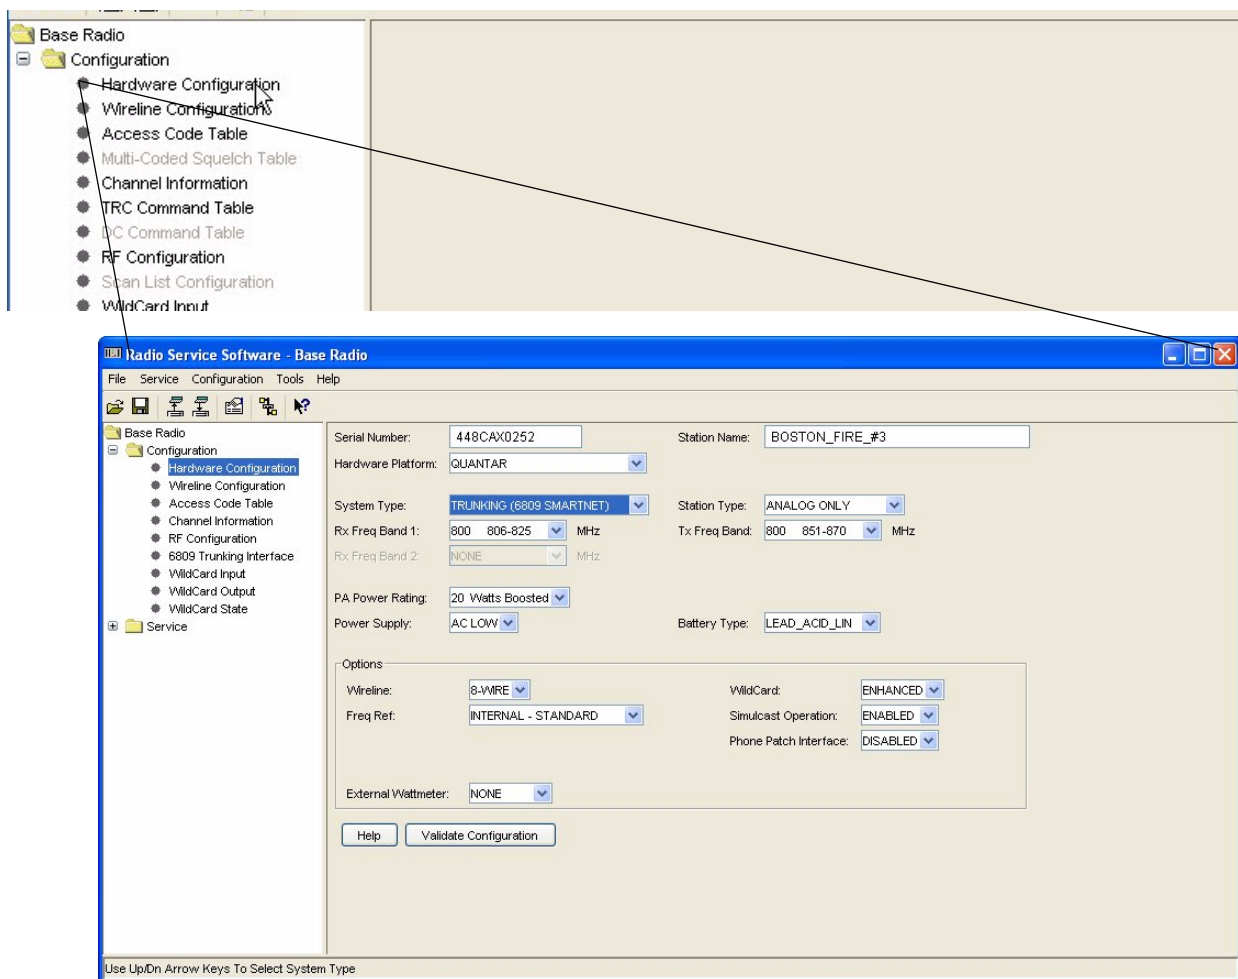 Base Radio
Configuration
Hardware Configuration
Wireline Configuration
Access Code Table
Multi-Coded Squelch Table
Channel Information
TRC Command Table
DC Command Table
RF Configuration
Scan List Configuration
WildCard Input
Radio Service Software - Base Radio
File Service Configuration Tools Help
Base Radio
Configuration
Hardware Configuration
Wireline Configuration
Access Code Table
Channel Information
RF Configuration
6809 Trunking Interface
WildCard Input
WildCard Output
WildCard State
Service
Serial Number: 448CAX0252 Station Name: BOSTON_FIRE_#3
Hardware Platform: QUANTAR
System Type: TRUNKING (6809 SMARTNET) Station Type: ANALOG ONLY
Rx Freq Band 1: 800 806-825 MHz Tx Freq Band: 800 851-870 MHz
Rx Freq Band 2: NONE MHz
PA Power Rating: 20 Watts Boosted
Power Supply: AC LOW Battery Type: LEAD_ACID_LIN
Options
Wireline: 8-WIRE WildCard: ENHANCED
Freq Ref: INTERNAL - STANDARD Simulcast Operation: ENABLED
Phone Patch Interface: DISABLED
External Wattmeter: NONE
Help Validate Configuration
Use Up/Dn Arrow Keys To Select System Type